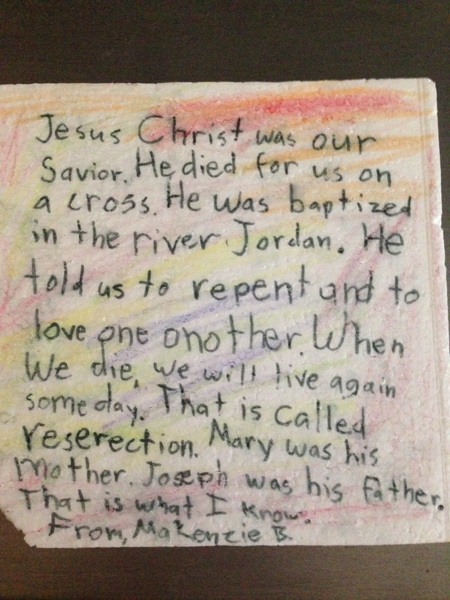 Jesus Christ was our
Savior. He died for us on
a cross. He was baptized
in the river Jordan. He
told us to repent and to
love one onother. When
We die, we will live again
some day. That is called
reserection. Mary was his
mother. Joseph was his father.
That is what I know.
From, MaKenzie B.